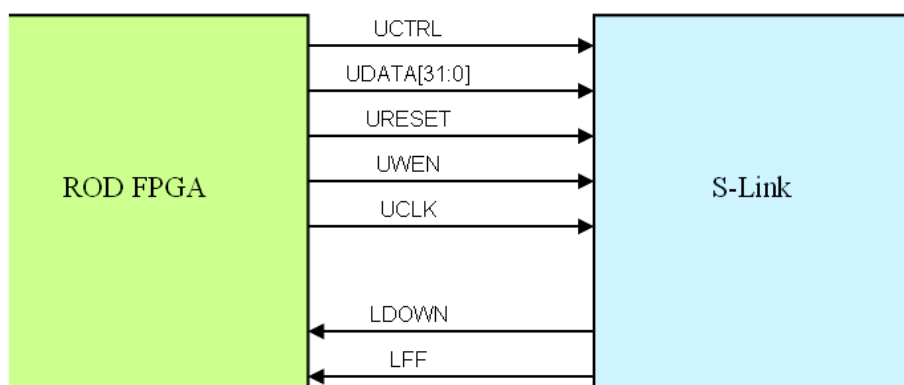 UCTRL
UDATA[31:0]
URESET
UWEN
ROD FPGA
S-Link
UCLK
LDOWN
LFF